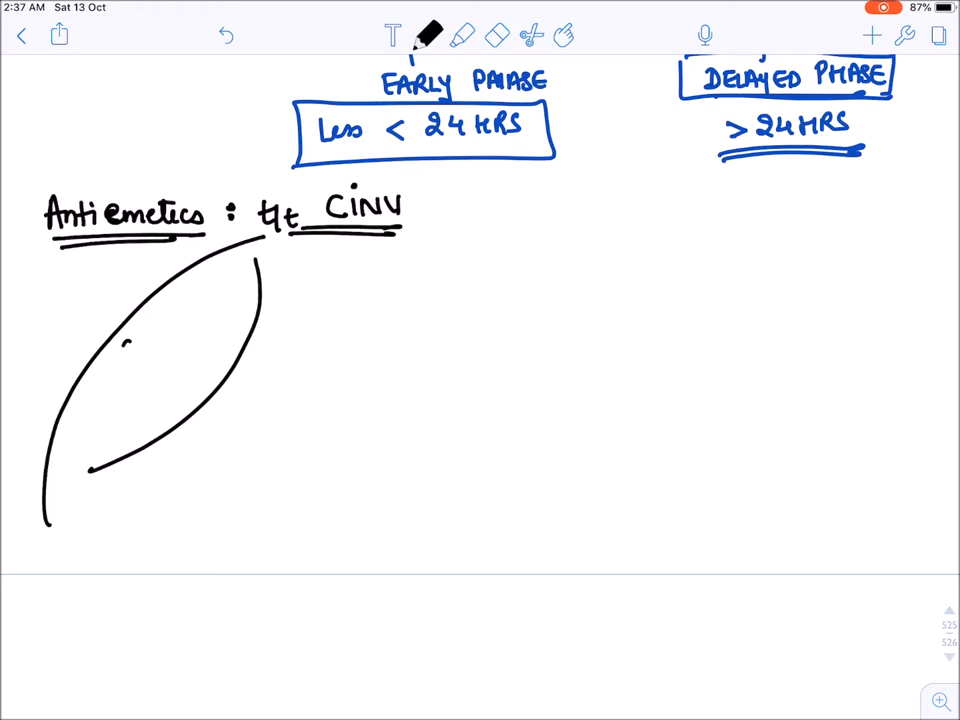 2:37 AM Sat 13 Oct 87%
T
EARLY PHASE DELAYED PHASE
Less < 24 HRS > 24 HRS
Antiemetics : CiNV
525
526